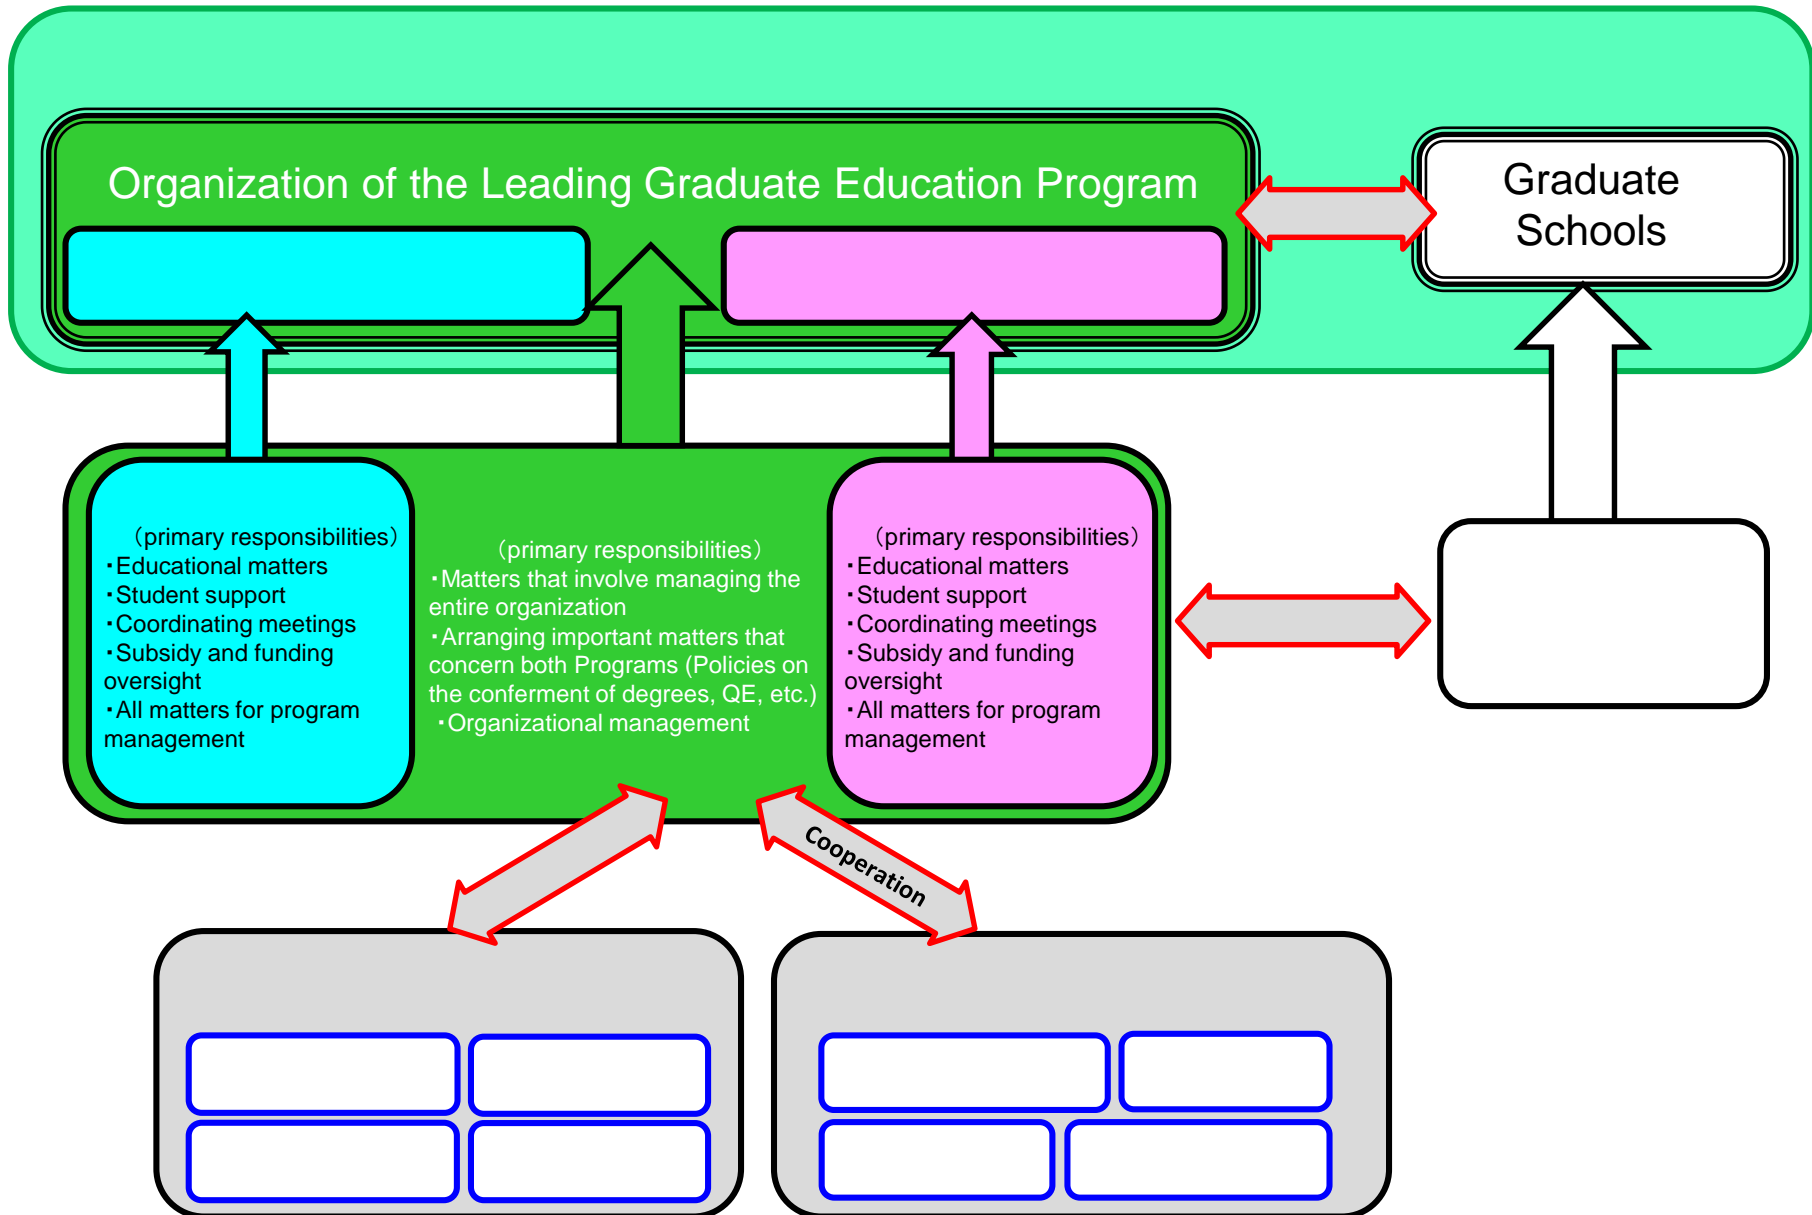 Organization of the Leading Graduate Education Program
Graduate
Schools
（primary responsibilities）
・Educational matters
・Student support
・Coordinating meetings
・Subsidy and funding
oversight
・All matters for program
management
（primary responsibilities）
・Matters that involve managing the
entire organization
・Arranging important matters that
concern both Programs (Policies on
the conferment of degrees, QE, etc.)
・Organizational management
（primary responsibilities）
・Educational matters
・Student support
・Coordinating meetings
・Subsidy and funding
oversight
・All matters for program
management
Cooperation